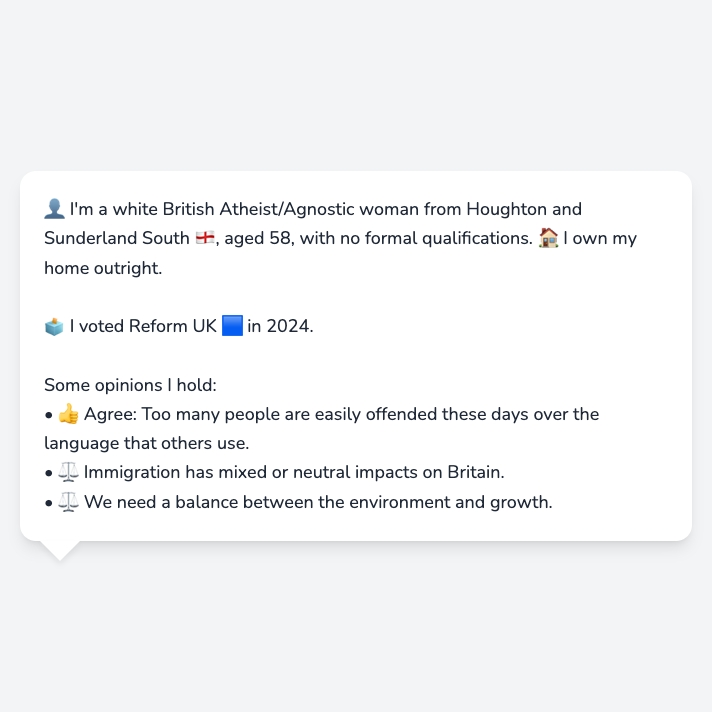 👤 I'm a white British Atheist/Agnostic woman from Houghton and
Sunderland South 🏴󠁧󠁢󠁥󠁮󠁧󠁿, aged 58, with no formal qualifications. 🏠 I own my
home outright.
🗳️ I voted Reform UK 🟦 in 2024.
Some opinions I hold:
• 👍 Agree: Too many people are easily offended these days over the
language that others use.
• ⚖️ Immigration has mixed or neutral impacts on Britain.
• ⚖️ We need a balance between the environment and growth.